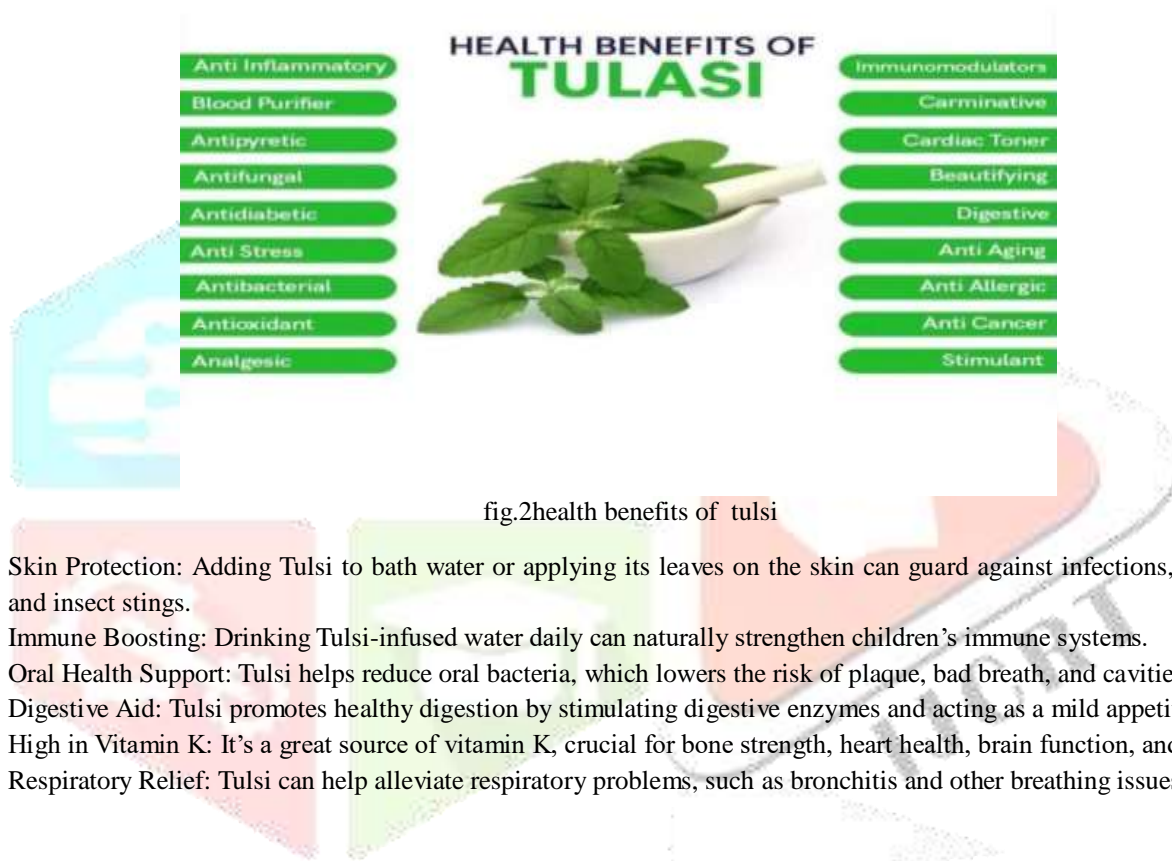 HEALTH BENEFITS OF
TULASI
Anti Inflammatory
Blood Purifier
Antipyretic
Antifungal
Antidiabetic
Anti Stress
Antibacterial
Antioxidant
Analgesic
Immunomodulators
Carminative
Cardiac Toner
Beautifying
Digestive
Anti Aging
Anti Allergic
Anti Cancer
Stimulant
fig.2health benefits of tulsi
Skin Protection: Adding Tulsi to bath water or applying its leaves on the skin can guard against infections,
and insect stings.
Immune Boosting: Drinking Tulsi-infused water daily can naturally strengthen children’s immune systems.
Oral Health Support: Tulsi helps reduce oral bacteria, which lowers the risk of plaque, bad breath, and cavitie
Digestive Aid: Tulsi promotes healthy digestion by stimulating digestive enzymes and acting as a mild appeti
High in Vitamin K: It’s a great source of vitamin K, crucial for bone strength, heart health, brain function, and
Respiratory Relief: Tulsi can help alleviate respiratory problems, such as bronchitis and other breathing issues
IJCRT